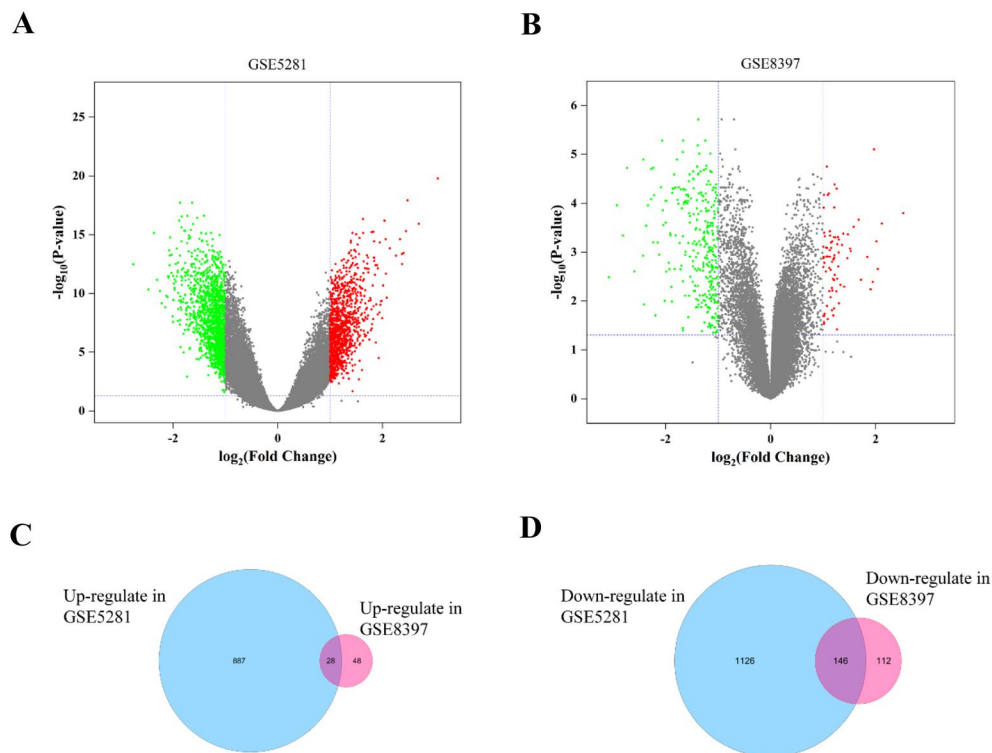 A
B
GSE5281
GSE8397
-log10(P-value)
25
20
15
10
5
0
-2
0
2
log2(Fold Change)
-log10(P-value)
6
5
4
3
2
1
0
-2
0
2
log2(Fold Change)
C
D
Up-regulate in
GSE5281
Up-regulate in
GSE8397
887
28
48
Down-regulate in
GSE5281
Down-regulate in
GSE8397
1126
146
112